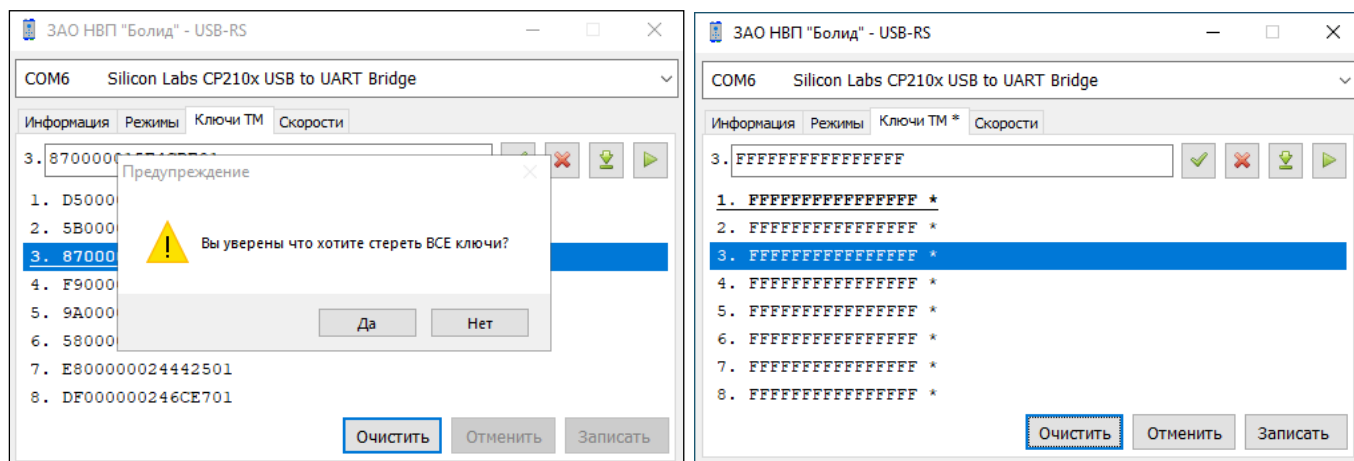 ЗАО НВП "Болид" - USB-RS
COM6 Silicon Labs CP210x USB to UART Bridge
Информация Режимы Ключи ТМ Скорости
3. 870000
Предупреждение
1. D5000
2. 5B000
3. 87000
4. F9000
5. 9A000
6. 58000
Вы уверены что хотите стереть ВСЕ ключи?
Да Нет
7. E800000024442501
8. DF000000246CE701
Очистить Отменить Записать
ЗАО НВП "Болид" - USB-RS
COM6 Silicon Labs CP210x USB to UART Bridge
Информация Режимы Ключи ТМ * Скорости
3. FFFFFFFFFFFFFFFF
1. FFFFFFFFFFFFFFFF *
2. FFFFFFFFFFFFFFFF *
3. FFFFFFFFFFFFFFFF *
4. FFFFFFFFFFFFFFFF *
5. FFFFFFFFFFFFFFFF *
6. FFFFFFFFFFFFFFFF *
7. FFFFFFFFFFFFFFFF *
8. FFFFFFFFFFFFFFFF *
Очистить Отменить Записать